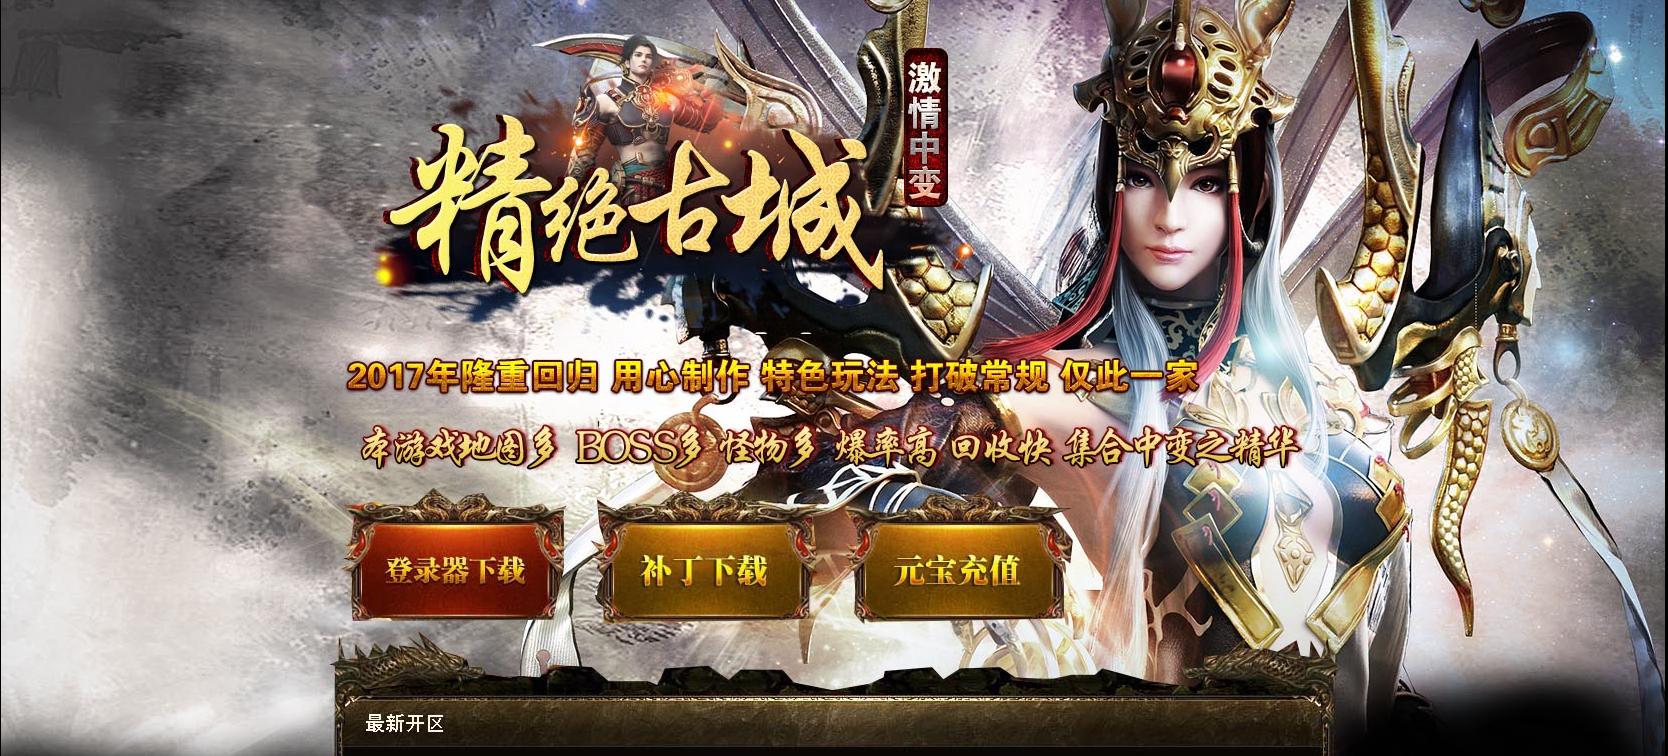 激情中变
精绝古城
2017年隆重回归 用心制作 特色玩法 打破常规 仅此一家
本游戏地图多 BOSS多 怪物多 爆率高 回收快 集合中变之精华
登录器下载 补丁下载 元宝充值
最新开区